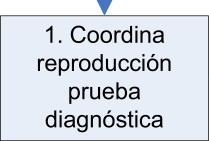 1. Coordina
reproducción
prueba
diagnóstica